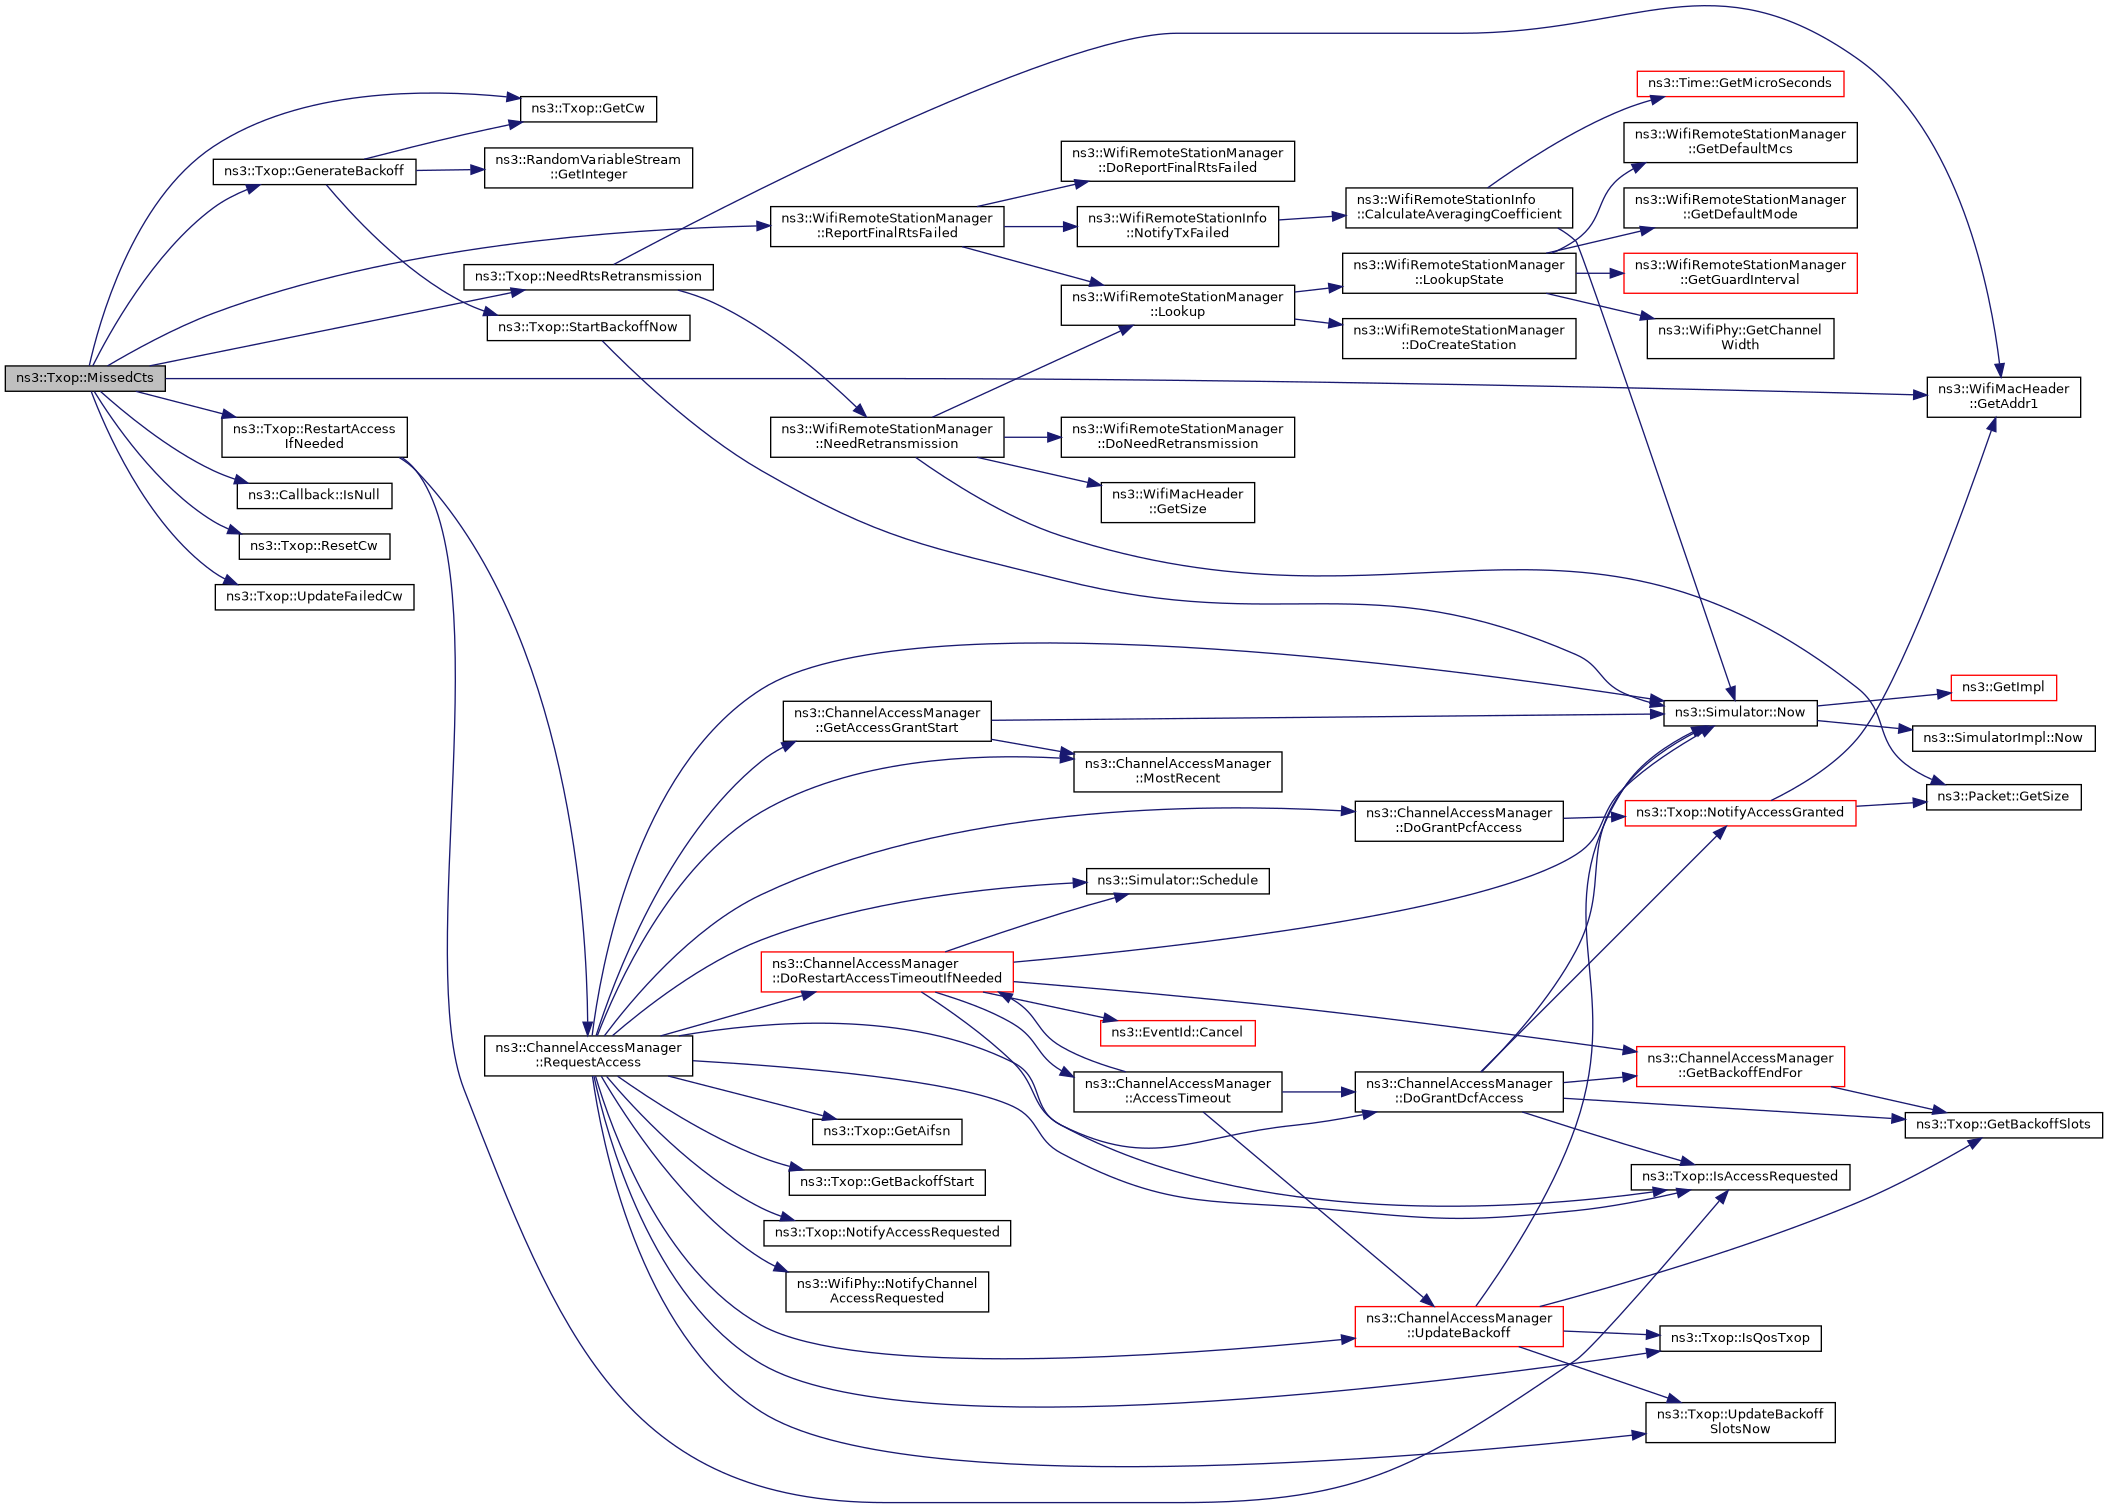 ns3::Txop::MissedCts
ns3::Txop::GetCw
ns3::Txop::GenerateBackoff
ns3::RandomVariableStream
::GetInteger
ns3::Txop::NeedRtsRetransmission
ns3::Txop::StartBackoffNow
ns3::Txop::RestartAccess
IfNeeded
ns3::Callback::IsNull
ns3::Txop::ResetCw
ns3::Txop::UpdateFailedCw
ns3::WifiRemoteStationManager
::ReportFinalRtsFailed
ns3::WifiRemoteStationManager
::NeedRetransmission
ns3::WifiRemoteStationManager
::DoReportFinalRtsFailed
ns3::WifiRemoteStationInfo
::NotifyTxFailed
ns3::WifiRemoteStationManager
::Lookup
ns3::WifiRemoteStationManager
::DoNeedRetransmission
ns3::WifiMacHeader
::GetSize
ns3::WifiRemoteStationInfo
::CalculateAveragingCoefficient
ns3::WifiRemoteStationManager
::LookupState
ns3::WifiRemoteStationManager
::DoCreateStation
ns3::Time::GetMicroSeconds
ns3::WifiRemoteStationManager
::GetDefaultMcs
ns3::WifiRemoteStationManager
::GetDefaultMode
ns3::WifiRemoteStationManager
::GetGuardInterval
ns3::WifiPhy::GetChannel
Width
ns3::WifiMacHeader
::GetAddr1
ns3::ChannelAccessManager
::RequestAccess
ns3::ChannelAccessManager
::GetAccessGrantStart
ns3::ChannelAccessManager
::MostRecent
ns3::ChannelAccessManager
::DoGrantPcfAccess
ns3::Simulator::Schedule
ns3::ChannelAccessManager
::DoRestartAccessTimeoutIfNeeded
ns3::EventId::Cancel
ns3::ChannelAccessManager
::AccessTimeout
ns3::ChannelAccessManager
::DoGrantDcfAccess
ns3::Txop::GetAifsn
ns3::Txop::GetBackoffStart
ns3::Txop::NotifyAccessRequested
ns3::WifiPhy::NotifyChannel
AccessRequested
ns3::ChannelAccessManager
::UpdateBackoff
ns3::Simulator::Now
ns3::GetImpl
ns3::SimulatorImpl::Now
ns3::Packet::GetSize
ns3::Txop::NotifyAccessGranted
ns3::ChannelAccessManager
::GetBackoffEndFor
ns3::Txop::GetBackoffSlots
ns3::Txop::IsAccessRequested
ns3::Txop::IsQosTxop
ns3::Txop::UpdateBackoff
SlotsNow